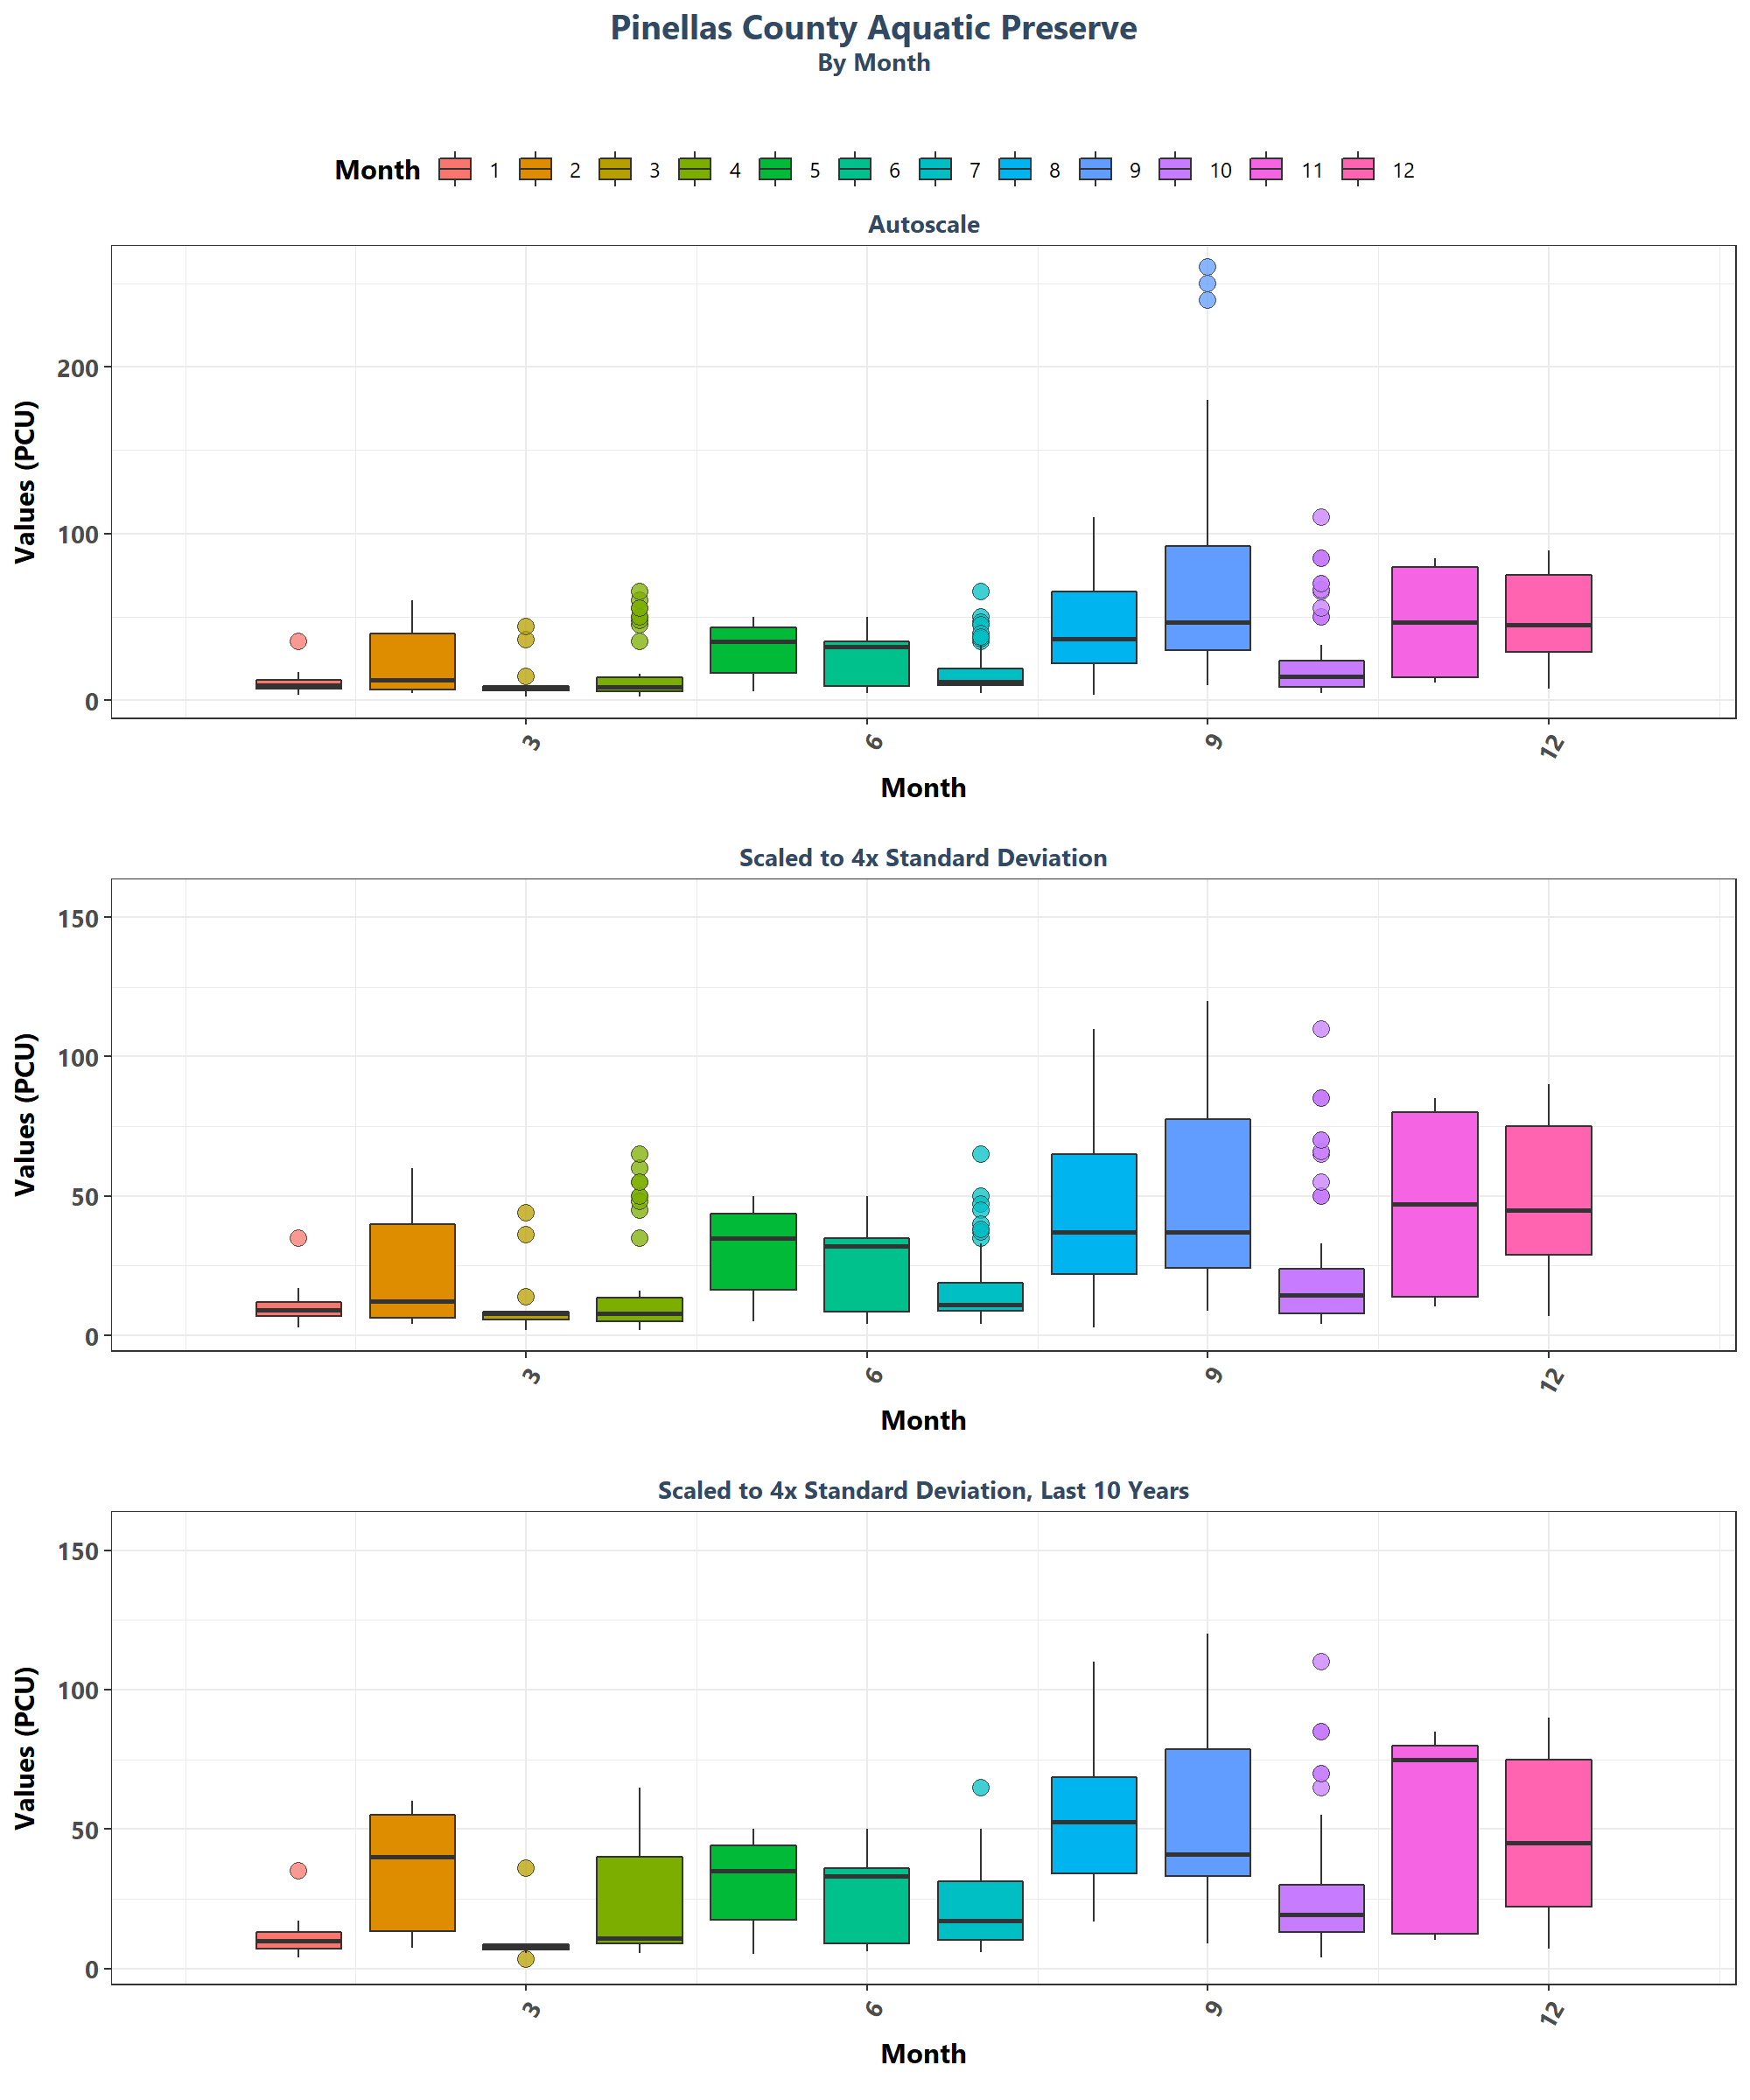 Pinellas County Aquatic Preserve
By Month
Month 1 2 3 4 5 6 7 8 9 10 11 12
Autoscale
Values (PCU)
200
100
0
3 6 9 12
Month
Scaled to 4x Standard Deviation
Values (PCU)
150
100
50
0
3 6 9 12
Month
Scaled to 4x Standard Deviation, Last 10 Years
Values (PCU)
150
100
50
0
3 6 9 12
Month